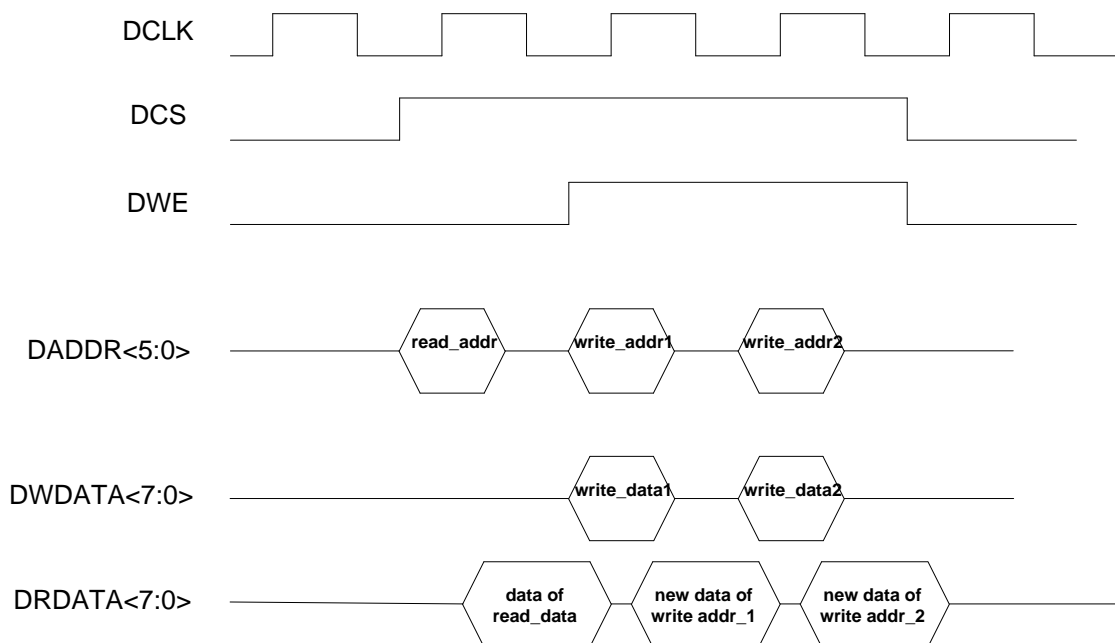 DCLK
DCS
DWE
DADDR<5:0>
read_addr
write_addr1
write_addr2
DWDATA<7:0>
write_data1
write_data2
DRDATA<7:0>
data of
read_data
new data of
write addr_1
new data of
write addr_2